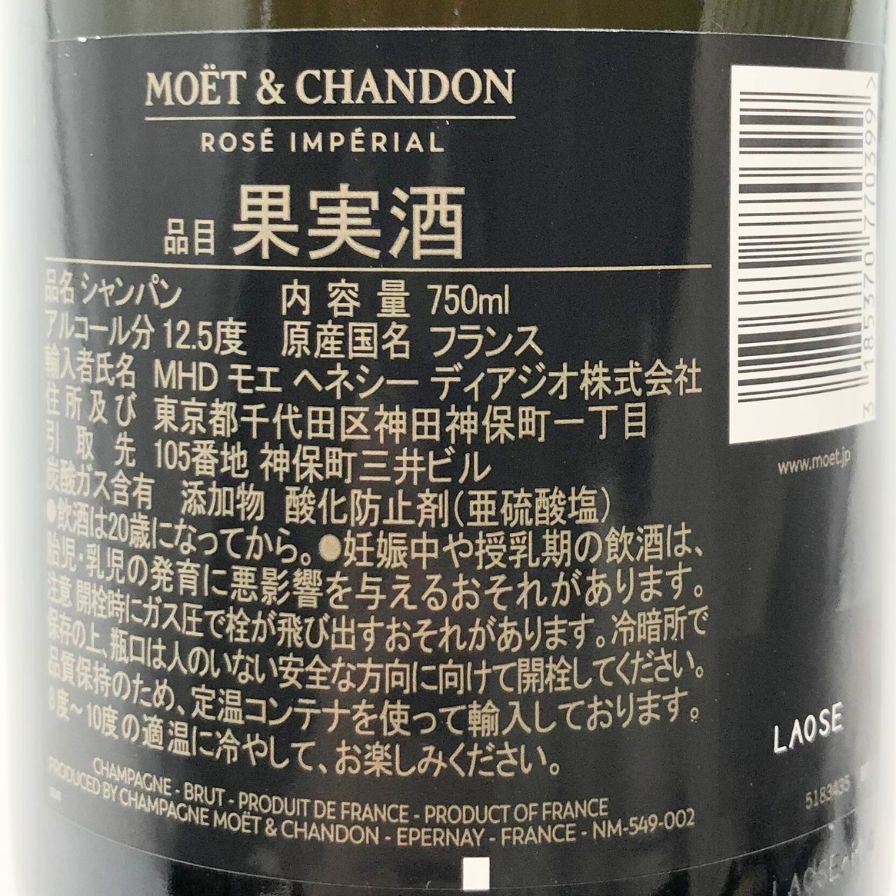 MOËT & CHANDON
ROSÉ IMPÉRIAL
品目 果実酒
品名 シャンパン 内容量 750ml
アルコール分 12.5度 原産国名 フランス
輸入者氏名 MHD モエ ヘネシー ディアジオ株式会社
住所及び 東京都千代田区神田神保町一丁目
引取先 105番地 神保町三井ビル
炭酸ガス含有 添加物 酸化防止剤(亜硫酸塩)
●飲酒は20歳になってから。●妊娠中や授乳期の飲酒は、
胎児・乳児の発育に悪影響を与えるおそれがあります。
注意 開栓時にガス圧で栓が飛び出すおそれがあります。冷暗所で
保存の上、瓶口は人のいない安全な方向に向けて開栓してください。
品質保持のため、定温コンテナを使って輸入しております。
8度〜10度の適温に冷やして、お楽しみください。
CHAMPAGNE - BRUT - PRODUIT DE FRANCE - PRODUCT OF FRANCE
PRODUCED BY CHAMPAGNE MOËT & CHANDON - EPERNAY - FRANCE - NM-549-002
3 185370 770399 >
www.moet.jp
LAOSE
5183435